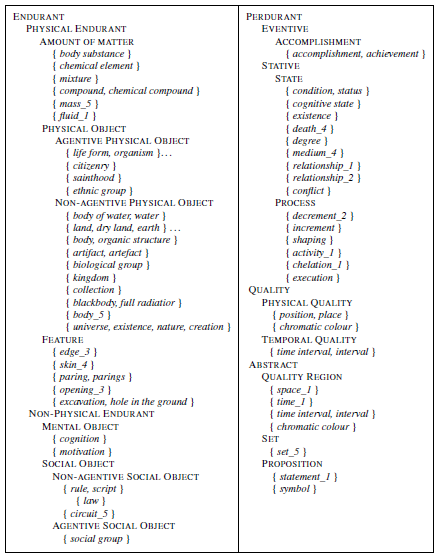 ENDURANT
PHYSICAL ENDURANT
AMOUNT OF MATTER
{ body substance }
{ chemical element }
{ mixture }
{ compound, chemical compound }
{ mass_5 }
{ fluid_1 }
PHYSICAL OBJECT
AGENTIVE PHYSICAL OBJECT
{ life form, organism }...
{ citizenry }
{ sainthood }
{ ethnic group }
NON-AGENTIVE PHYSICAL OBJECT
{ body of water, water }
{ land, dry land, earth } ...
{ body, organic structure }
{ artifact, artefact }
{ biological group }
{ kingdom }
{ collection }
{ blackbody, full radiatior }
{ body_5 }
{ universe, existence, nature, creation }
FEATURE
{ edge_3 }
{ skin_4 }
{ paring, parings }
{ opening_3 }
{ excavation, hole in the ground }
NON-PHYSICAL ENDURANT
MENTAL OBJECT
{ cognition }
{ motivation }
SOCIAL OBJECT
NON-AGENTIVE SOCIAL OBJECT
{ rule, script }
{ law }
{ circuit_5 }
AGENTIVE SOCIAL OBJECT
{ social group }
PERDURANT
EVENTIVE
ACCOMPLISHMENT
{ accomplishment, achievement }
STATIVE
STATE
{ condition, status }
{ cognitive state }
{ existence }
{ death_4 }
{ degree }
{ medium_4 }
{ relationship_1 }
{ relationship_2 }
{ conflict }
PROCESS
{ decrement_2 }
{ increment }
{ shaping }
{ activity_1 }
{ chelation_1 }
{ execution }
QUALITY
PHYSICAL QUALITY
{ position, place }
{ chromatic colour }
TEMPORAL QUALITY
{ time interval, interval }
ABSTRACT
QUALITY REGION
{ space_1 }
{ time_1 }
{ time interval, interval }
{ chromatic colour }
SET
{ set_5 }
PROPOSITION
{ statement_1 }
{ symbol }